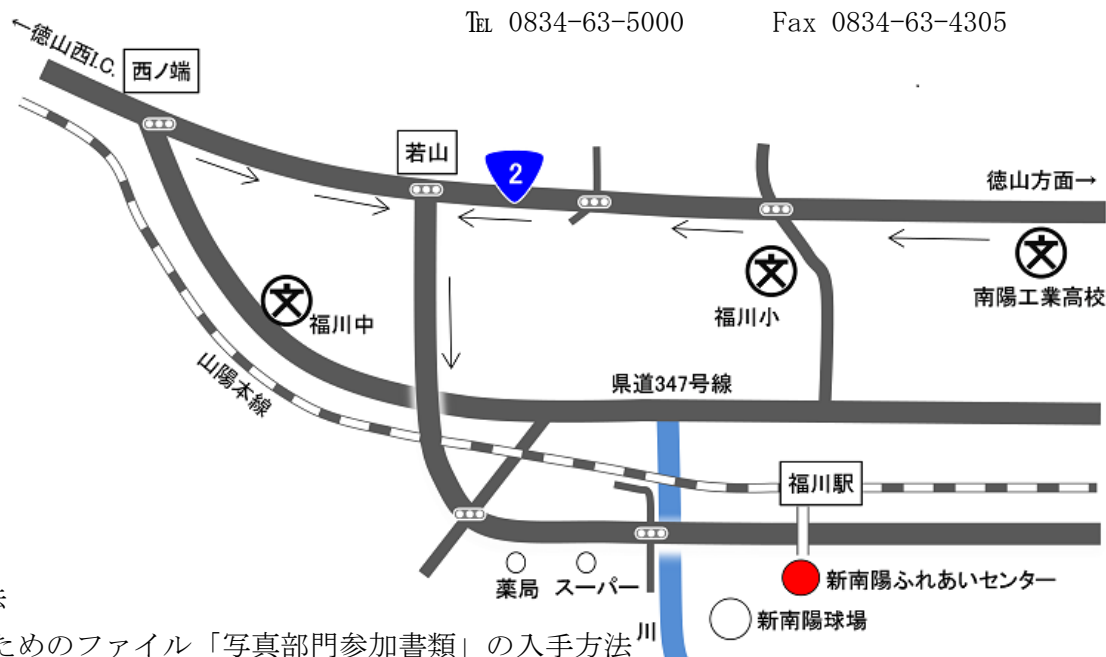 ℡ 0834-63-5000 Fax 0834-63-4305
←徳山西I.C.
西ノ端
若山
2
徳山方面→
文
福川中
文
福川小
文
南陽工業高校
山陽本線
県道347号線
福川駅
薬局
スーパー
新南陽ふれあいセンター
新南陽球場
川
ためのファイル「写真部門参加書類」の入手方法